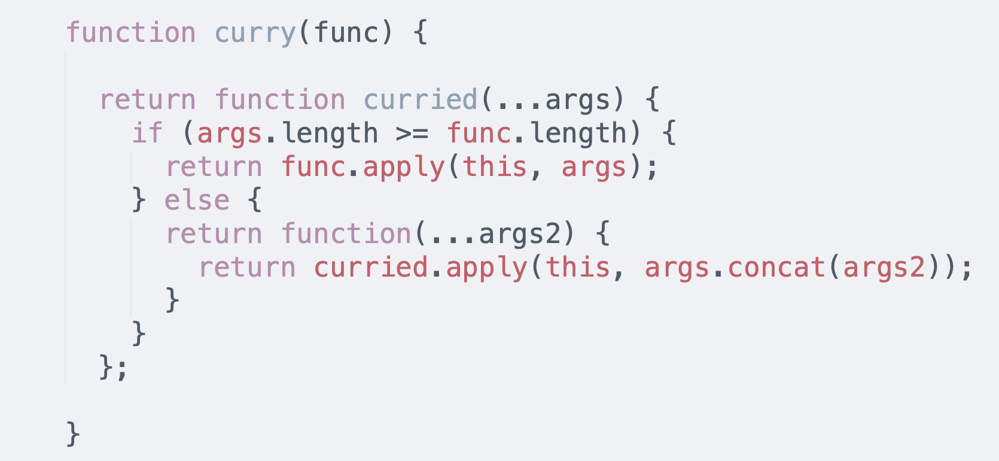 function curry(func) {
return function curried(...args) {
if (args.length >= func.length) {
return func.apply(this, args);
} else {
return function(...args2) {
return curried.apply(this, args.concat(args2));
}
}
};
}